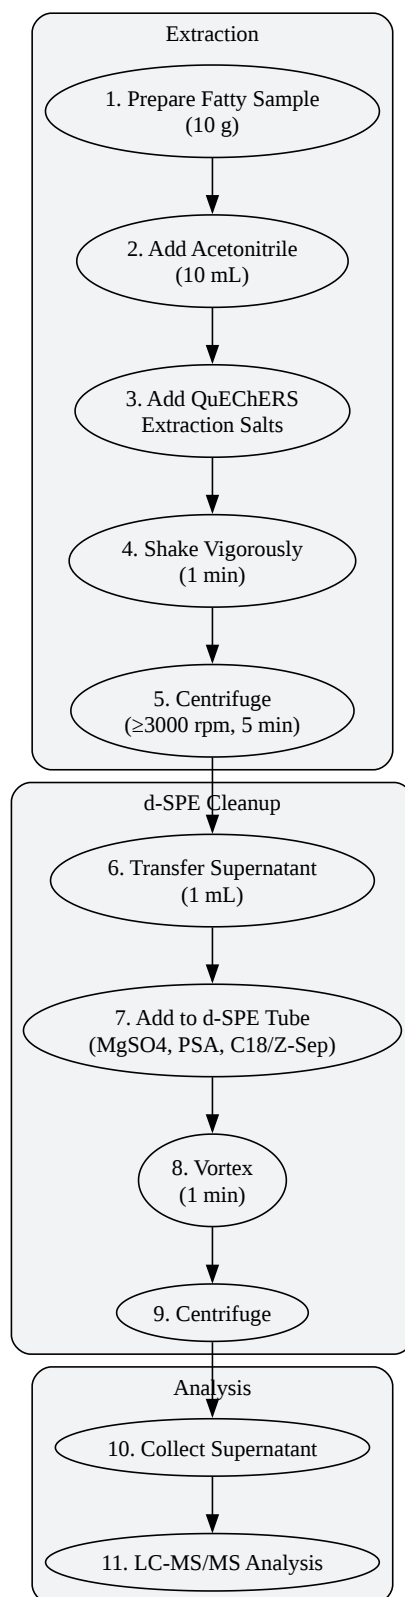 Extraction
1. Prepare Fatty Sample
(10 g)
2. Add Acetonitrile
(10 mL)
3. Add QuEChERS
Extraction Salts
4. Shake Vigorously
(1 min)
5. Centrifuge
(≥3000 rpm, 5 min)
d-SPE Cleanup
6. Transfer Supernatant
(1 mL)
7. Add to d-SPE Tube
(MgSO4, PSA, C18/Z-Sep)
8. Vortex
(1 min)
9. Centrifuge
Analysis
10. Collect Supernatant
11. LC-MS/MS Analysis